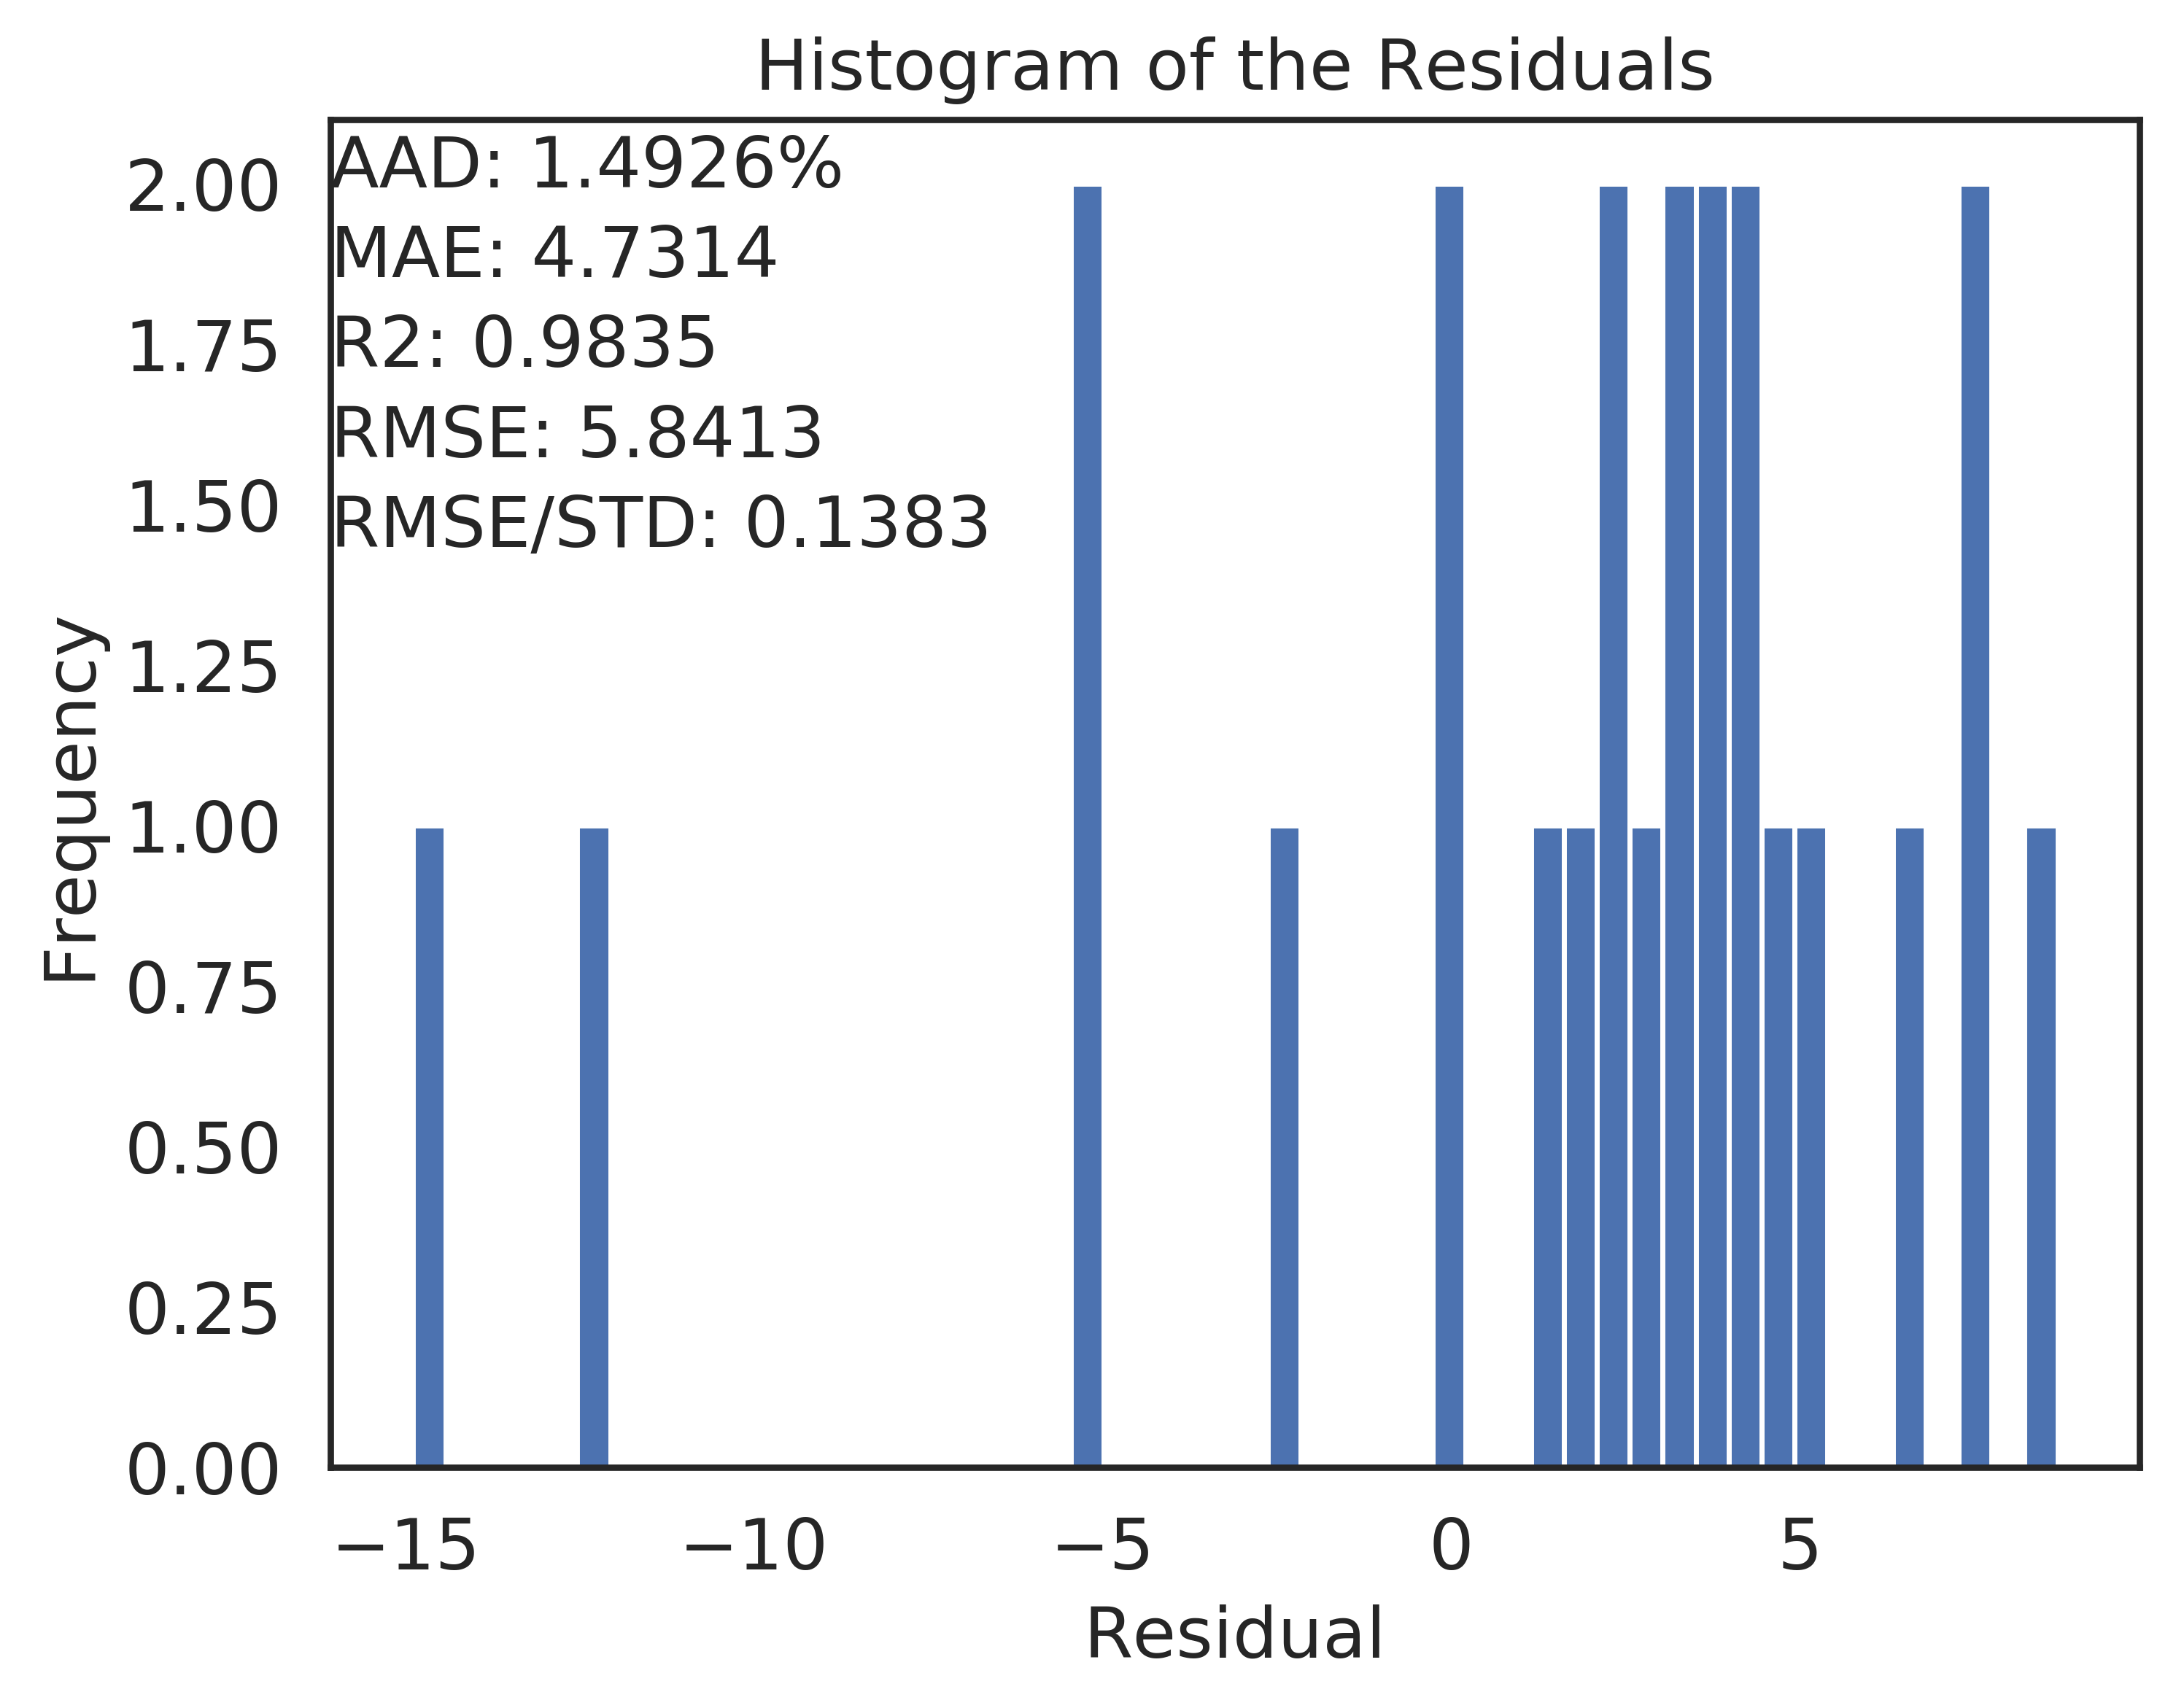 Histogram of the Residuals
AAD: 1.4926%
MAE: 4.7314
R2: 0.9835
RMSE: 5.8413
RMSE/STD: 0.1383
Frequency
2.00
1.75
1.50
1.25
1.00
0.75
0.50
0.25
0.00
−15 −10 −5 0 5
Residual